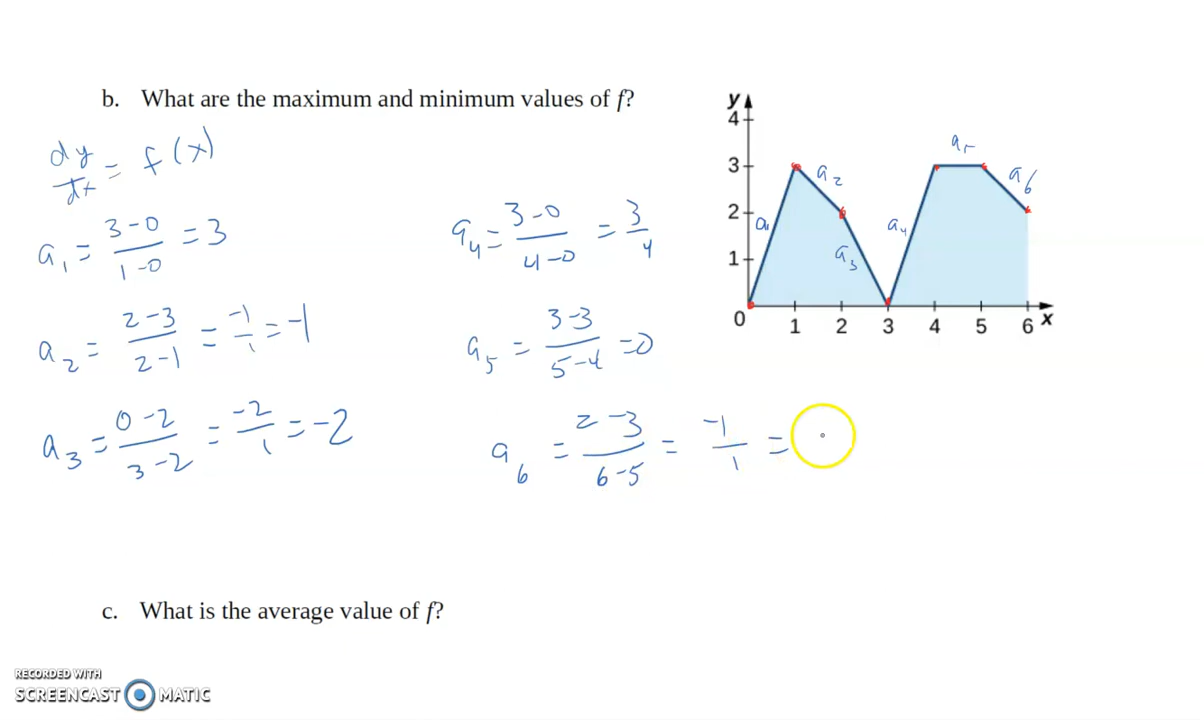 b. What are the maximum and minimum values of f?
dy/dx = f(x)
a1 = 3-0/1-0 = 3
a2 = 2-3/2-1 = -1/1 = -1
a3 = 0-2/3-2 = -2/1 = -2
a4 = 3-0/4-0 = 3/4
a5 = 3-3/5-4 = 0
a6 = 2-3/6-5 = -1/1 =
y
4
3
2
1
0 1 2 3 4 5 6 x
a1
a2
a3
a4
a5
a6
c. What is the average value of f?
RECORDED WITH
SCREENCAST MATIC